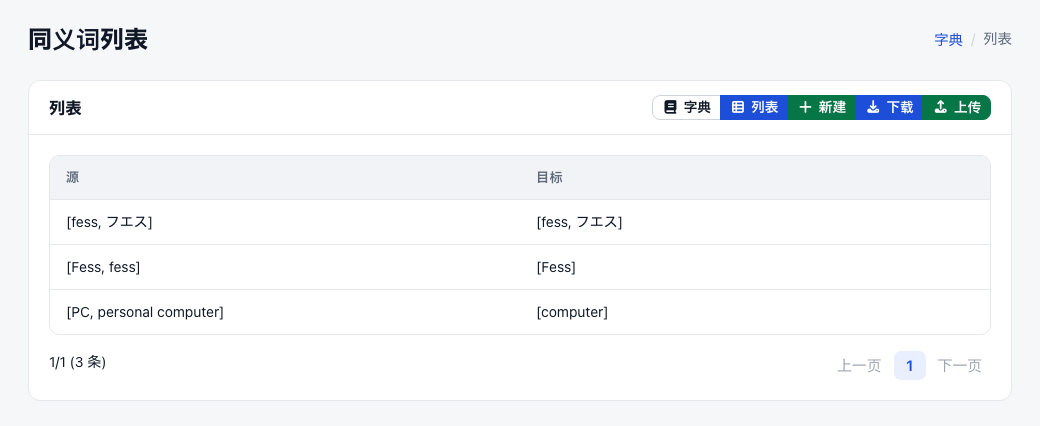 同义词列表
字典 / 列表
列表
字典 列表 新建 下载 上传
源 目标
[fess, フエス] [fess, フエス]
[Fess, fess] [Fess]
[PC, personal computer] [computer]
1/1 (3 条)
上一页 1 下一页